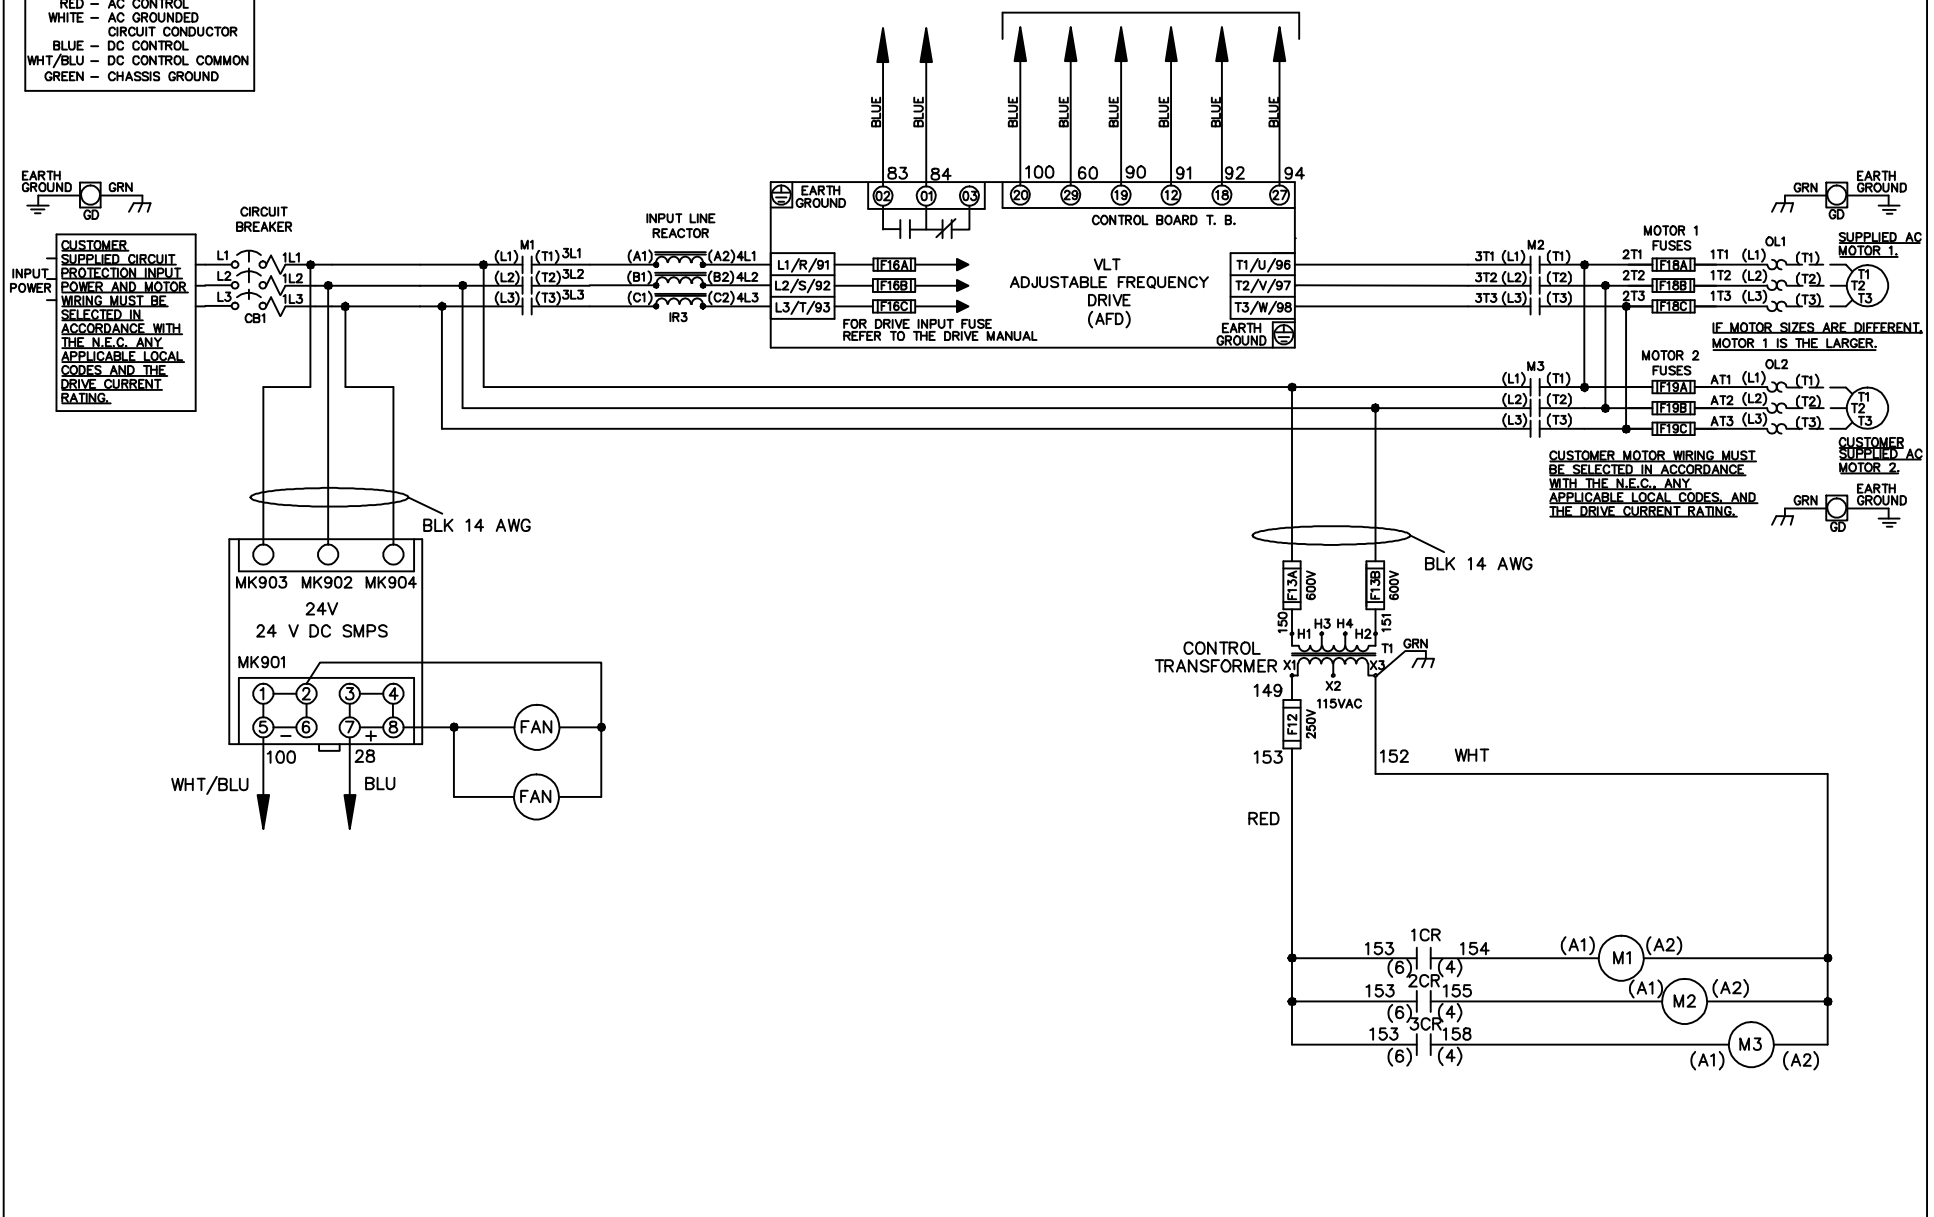 RED – AC CONTROL
WHITE – AC GROUNDED
CIRCUIT CONDUCTOR
BLUE – DC CONTROL
WHT/BLU – DC CONTROL COMMON
GREEN – CHASSIS GROUND
BLUE
BLUE
BLUE
BLUE
BLUE
BLUE
BLUE
BLUE
83 84 100 60 90 91 92 94
02 01 03 20 29 19 12 18 27
EARTH
GROUND
CONTROL BOARD T. B.
EARTH
GROUND
GRN
GD
CIRCUIT
BREAKER
INPUT
POWER
CUSTOMER
SUPPLIED CIRCUIT
PROTECTION INPUT
POWER AND MOTOR
WIRING MUST BE
SELECTED IN
ACCORDANCE WITH
THE N.E.C. ANY
APPLICABLE LOCAL
CODES AND THE
DRIVE CURRENT
RATING.
L1 1L1
L2 1L2
L3 1L3
CB1
M1
(L1) (T1) 3L1
(L2) (T2) 3L2
(L3) (T3) 3L3
INPUT LINE
REACTOR
(A1) (A2) 4L1
(B1) (B2) 4L2
(C1) (C2) 4L3
IR3
L1/R/91 F16A
L2/S/92 F16B
L3/T/93 F16C
FOR DRIVE INPUT FUSE
REFER TO THE DRIVE MANUAL
VLT
ADJUSTABLE FREQUENCY
DRIVE
(AFD)
T1/U/96
T2/V/97
T3/W/98
EARTH
GROUND
M2
3T1 (L1) (T1) 2T1
3T2 (L2) (T2) 2T2
3T3 (L3) (T3) 2T3
MOTOR 1
FUSES
F18A 1T1 (L1) (T1)
F18B 1T2 (L2) (T2)
F18C 1T3 (L3) (T3)
OL1
GRN
GD
EARTH
GROUND
SUPPLIED AC
MOTOR 1.
T1
T2
T3
IF MOTOR SIZES ARE DIFFERENT,
MOTOR 1 IS THE LARGER.
M3
(L1) (T1)
(L2) (T2)
(L3) (T3)
MOTOR 2
FUSES
F19A AT1 (L1) (T1)
F19B AT2 (L2) (T2)
F19C AT3 (L3) (T3)
OL2
T1
T2
T3
CUSTOMER
SUPPLIED AC
MOTOR 2.
CUSTOMER MOTOR WIRING MUST
BE SELECTED IN ACCORDANCE
WITH THE N.E.C., ANY
APPLICABLE LOCAL CODES, AND
THE DRIVE CURRENT RATING.
GRN
GD
EARTH
GROUND
BLK 14 AWG
MK903 MK902 MK904
24V
24 V DC SMPS
MK901
1 2 3 4
5 – 6 7 + 8
100 28
WHT/BLU BLU
FAN
FAN
BLK 14 AWG
F13A 600V
F13B 600V
150 151
H1 H3 H4 H2
T1
GRN
CONTROL
TRANSFORMER
X1 X3
X2
115VAC
149
F12 250V
153
152 WHT
RED
1CR
153 154 (A1) M1 (A2)
(6) (4)
2CR
153 155 (A1) M2 (A2)
(6) (4)
3CR
153 158 M3
(6) (4) (A1) (A2)